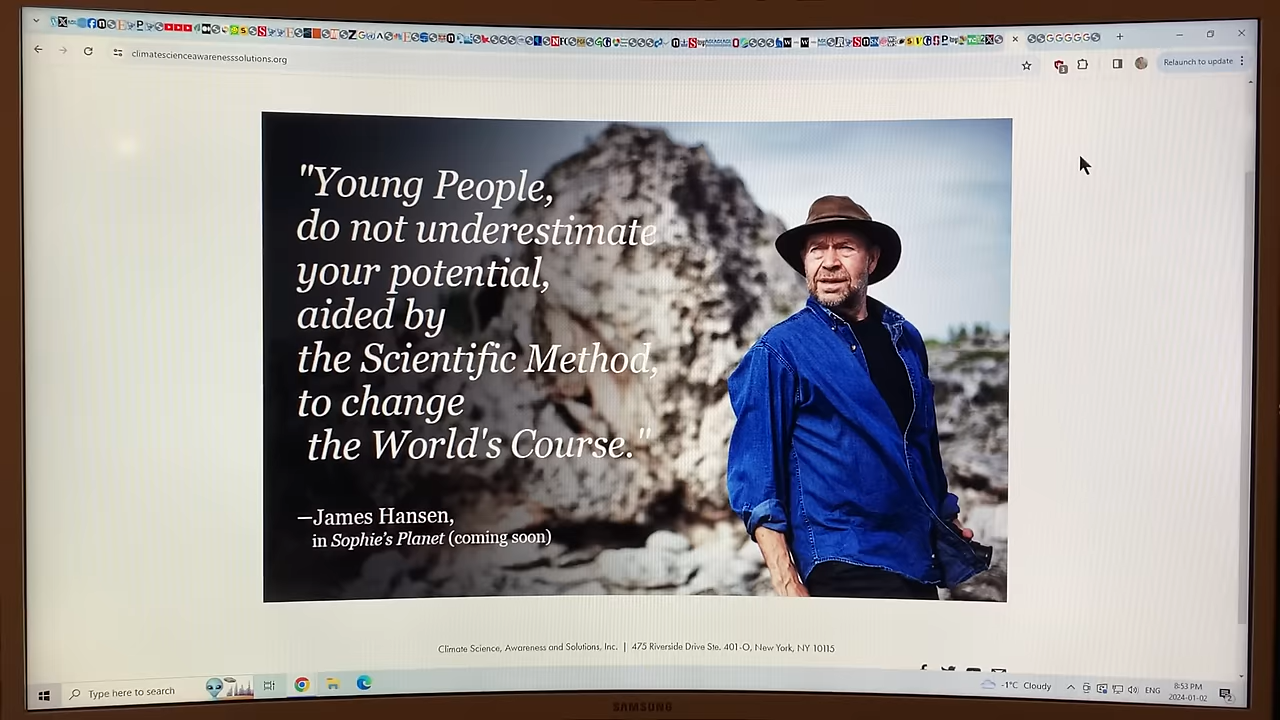 climatescienceawarenesssolutions.org
Relaunch to update
"Young People,
do not underestimate
your potential,
aided by
the Scientific Method,
to change
the World's Course."
—James Hansen,
in Sophie's Planet (coming soon)
Climate Science, Awareness and Solutions, Inc. | 475 Riverside Drive Ste. 401-O, New York, NY 10115
Type here to search
-1°C Cloudy
ENG
8:53 PM
2024-01-02
SAMSUNG